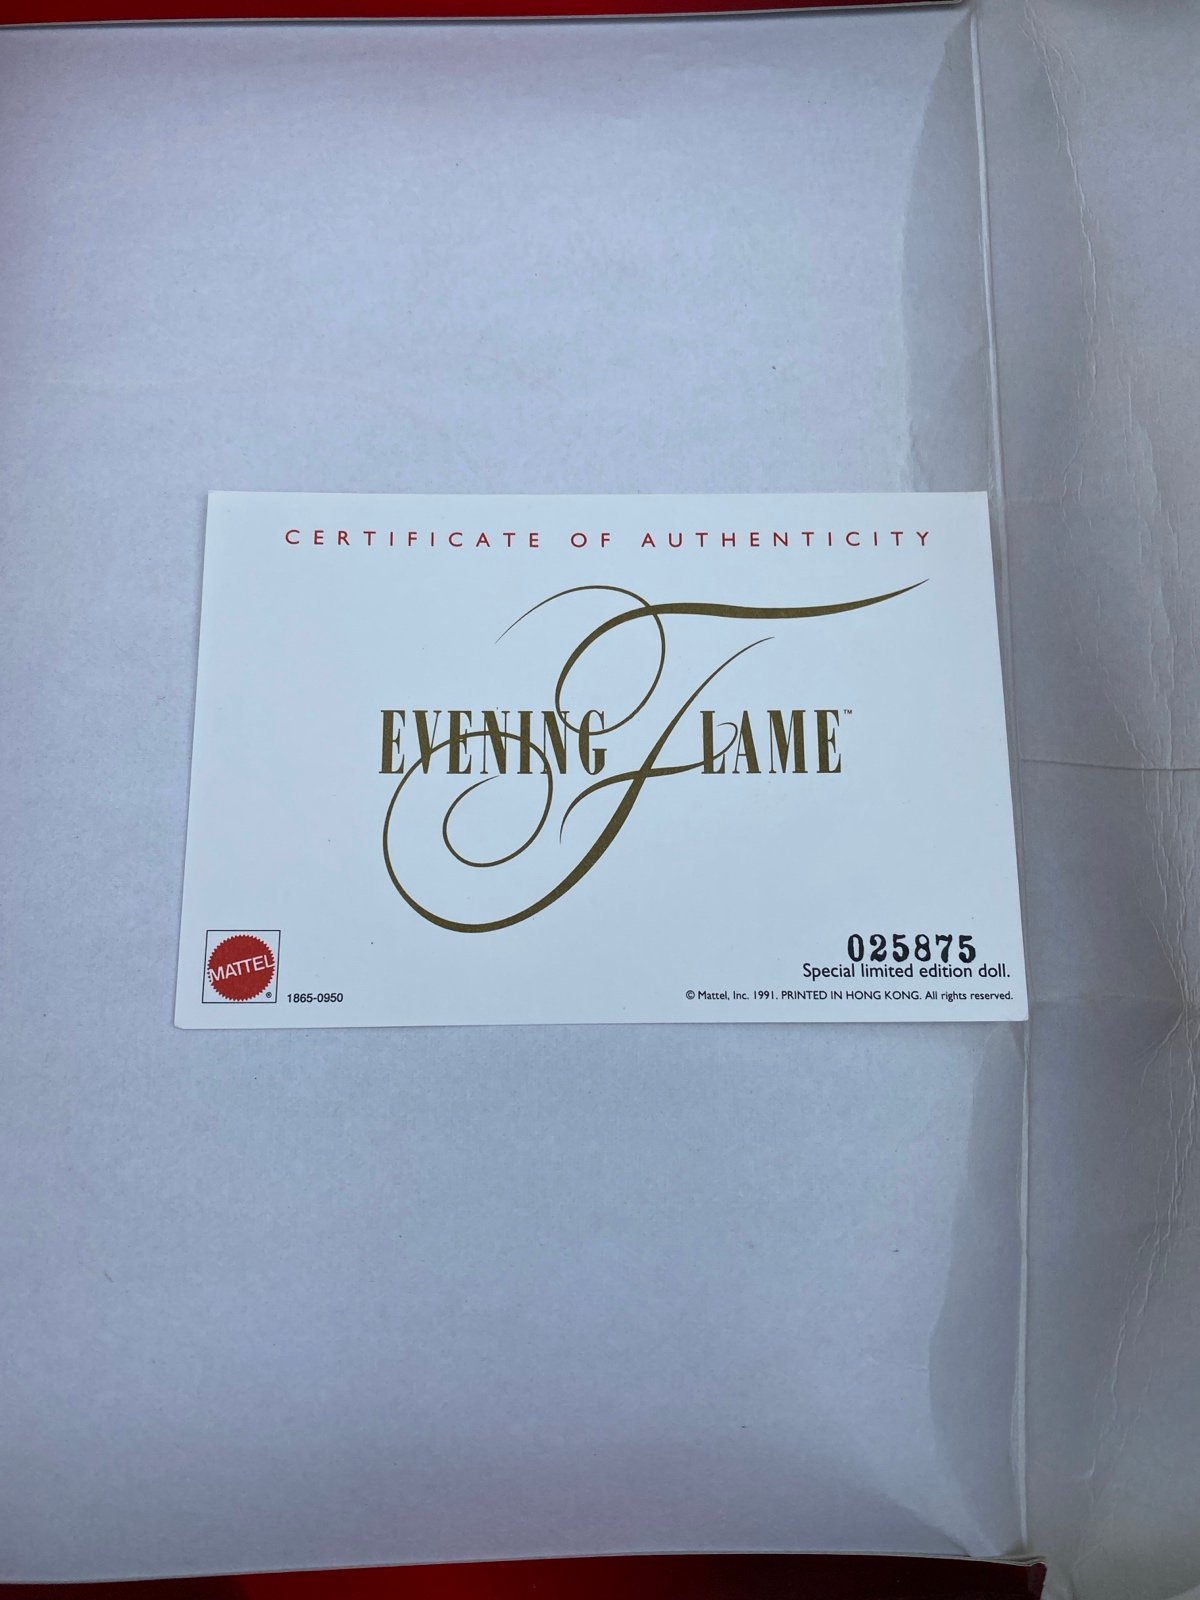 CERTIFICATE OF AUTHENTICITY
EVENING FLAME™
025875
Special limited edition doll.
MATTEL®
1865-0950
© Mattel, Inc. 1991. PRINTED IN HONG KONG. All rights reserved.